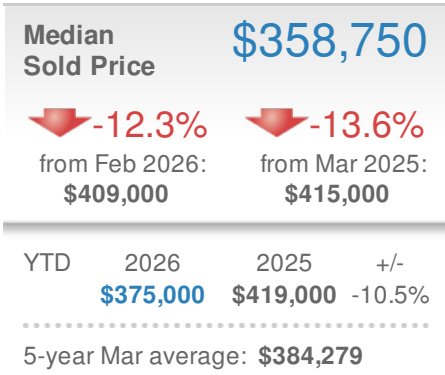 Median $358,750
Sold Price
-12.3% -13.6%
from Feb 2026: from Mar 2025:
$409,000 $415,000
YTD 2026 2025 +/-
$375,000 $419,000 -10.5%
5-year Mar average: $384,279